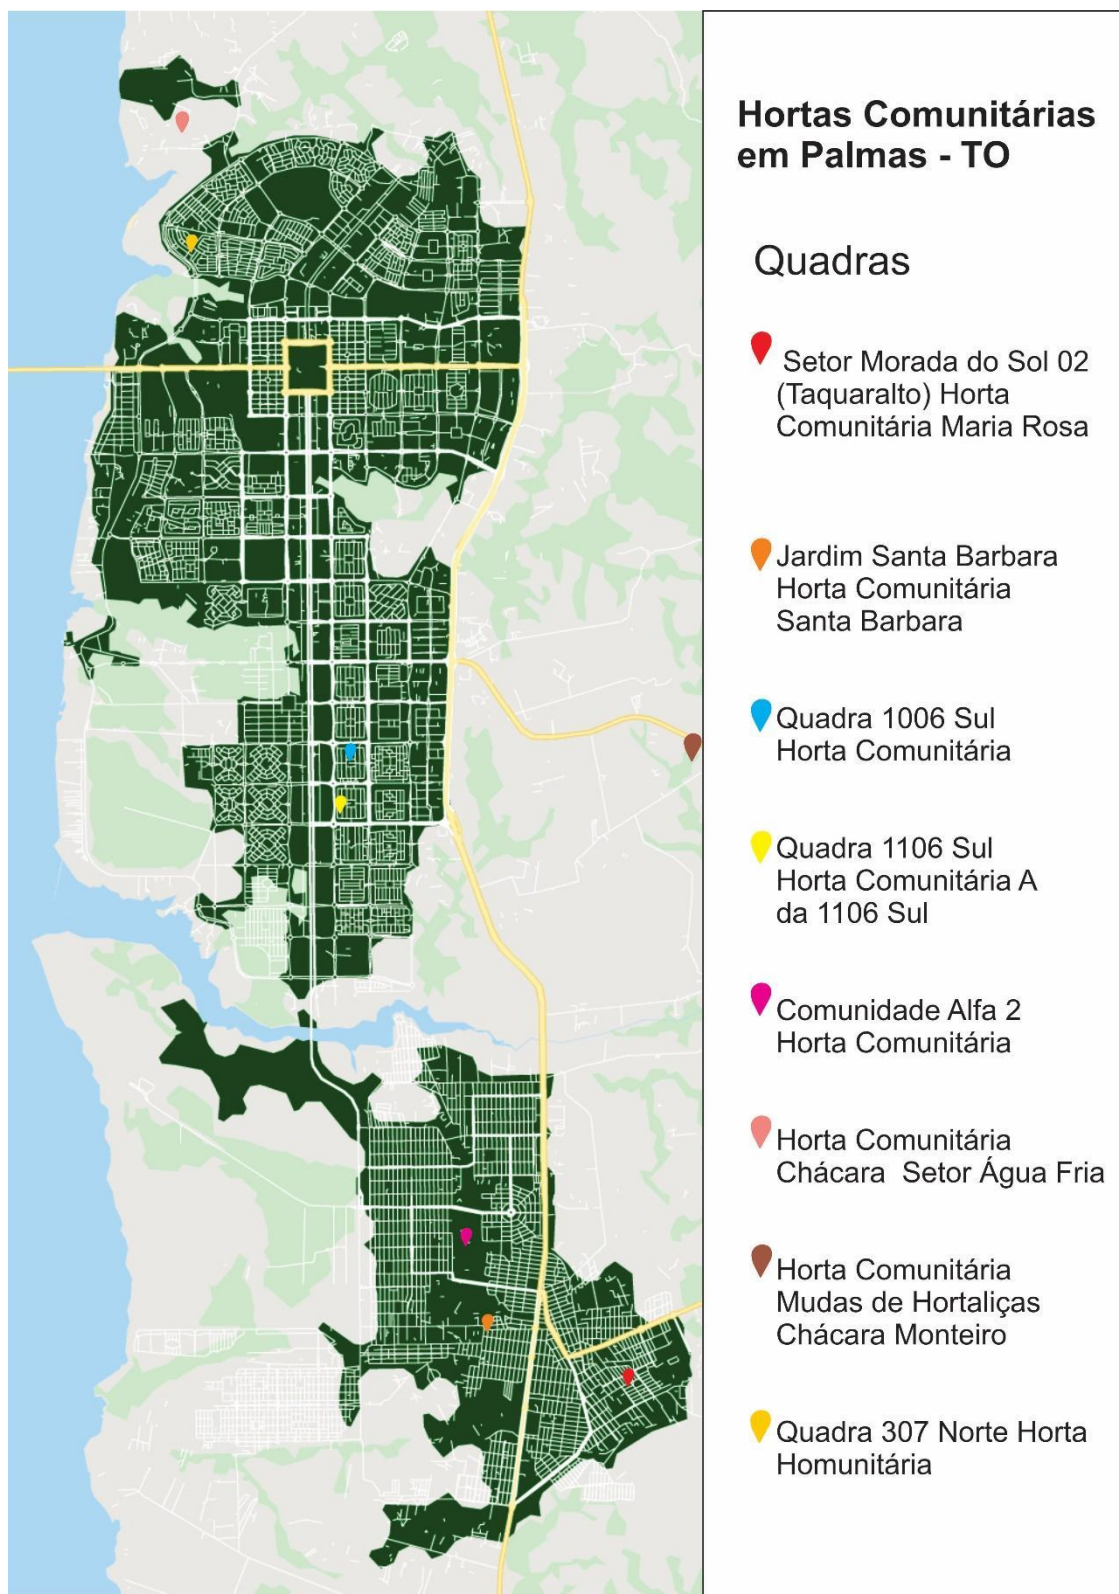 Hortas Comunitárias
em Palmas - TO
Quadras
Setor Morada do Sol 02
(Taquaralto) Horta
Comunitária Maria Rosa
Jardim Santa Barbara
Horta Comunitária
Santa Barbara
Quadra 1006 Sul
Horta Comunitária
Quadra 1106 Sul
Horta Comunitária A
da 1106 Sul
Comunidade Alfa 2
Horta Comunitária
Horta Comunitária
Chácara Setor Água Fria
Horta Comunitária
Mudas de Hortaliças
Chácara Monteiro
Quadra 307 Norte Horta
Homunitária